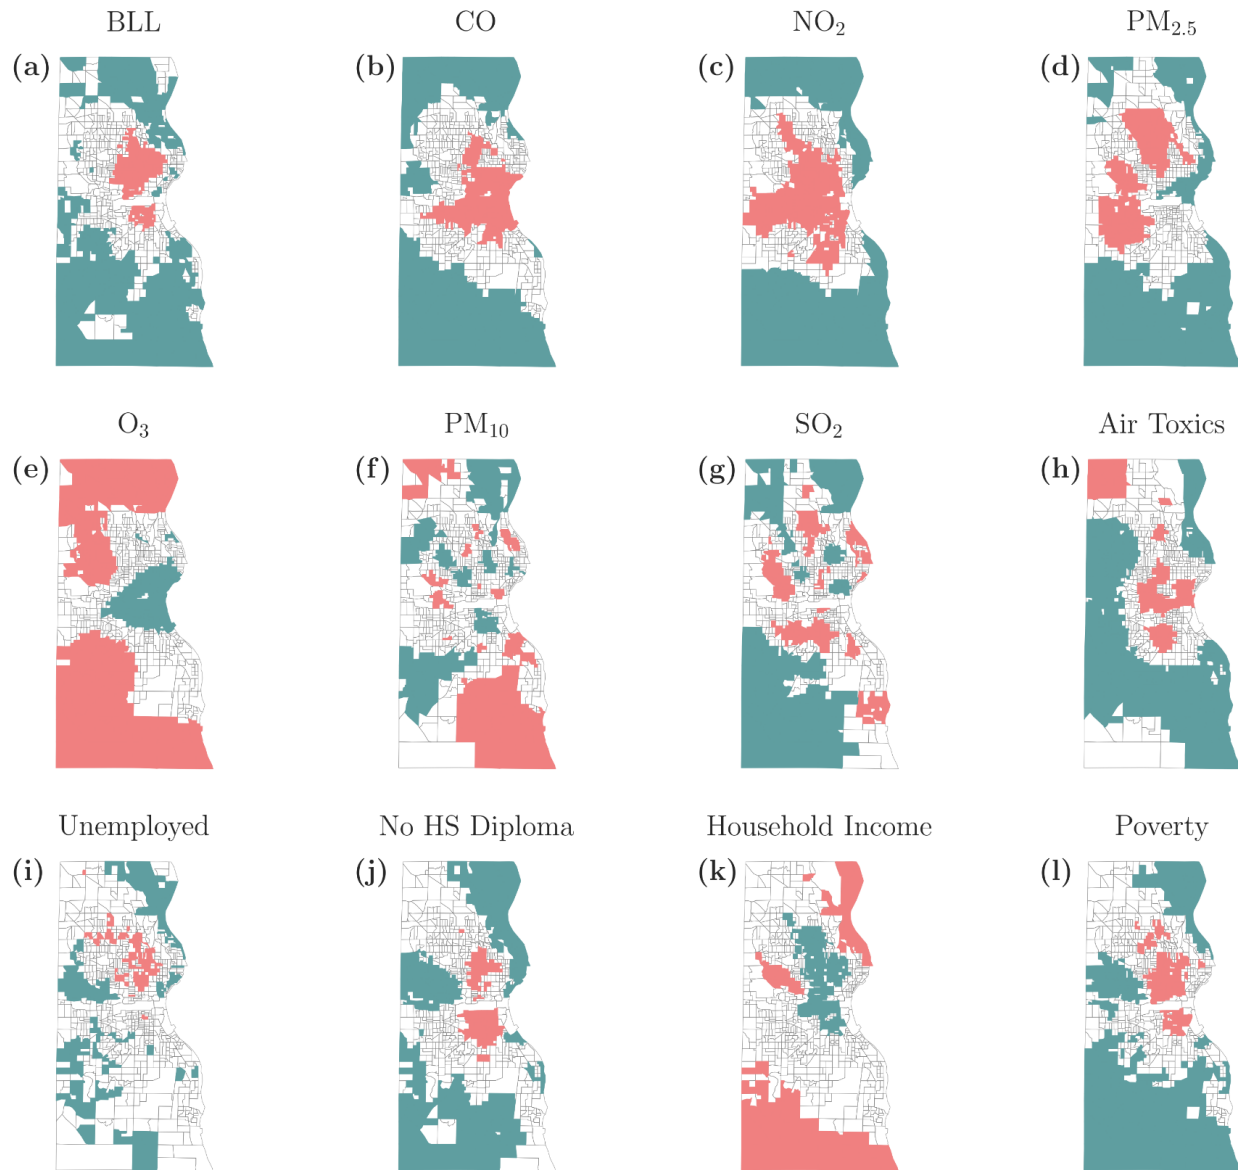 BLL CO NO₂ PM₂.₅
(a) (b) (c) (d)
O₃ PM₁₀ SO₂ Air Toxics
(e) (f) (g) (h)
Unemployed No HS Diploma Household Income Poverty
(i) (j) (k) (l)